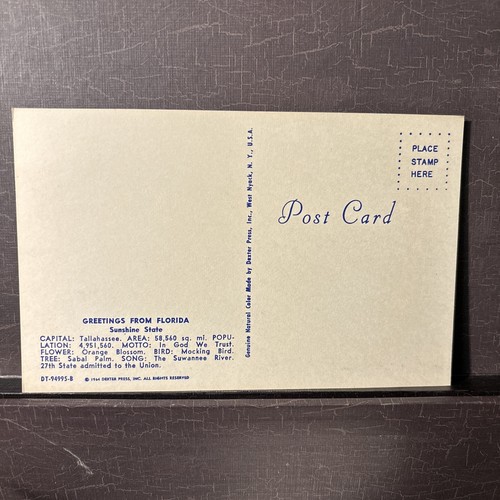 PLACE
STAMP
HERE
Post Card
Genuine Natural Color Made by Dexter Press, Inc., West Nyack, N. Y., U.S.A.
GREETINGS FROM FLORIDA
Sunshine State
CAPITAL: Tallahassee. AREA: 58,560 sq. mi. POPU-
LATION: 4,951,560. MOTTO: In God We Trust.
FLOWER: Orange Blossom. BIRD: Mocking Bird.
TREE: Sabal Palm. SONG: The Suwannee River.
27th State admitted to the Union.
DT-94995-B © 1964 DEXTER PRESS, INC. ALL RIGHTS RESERVED